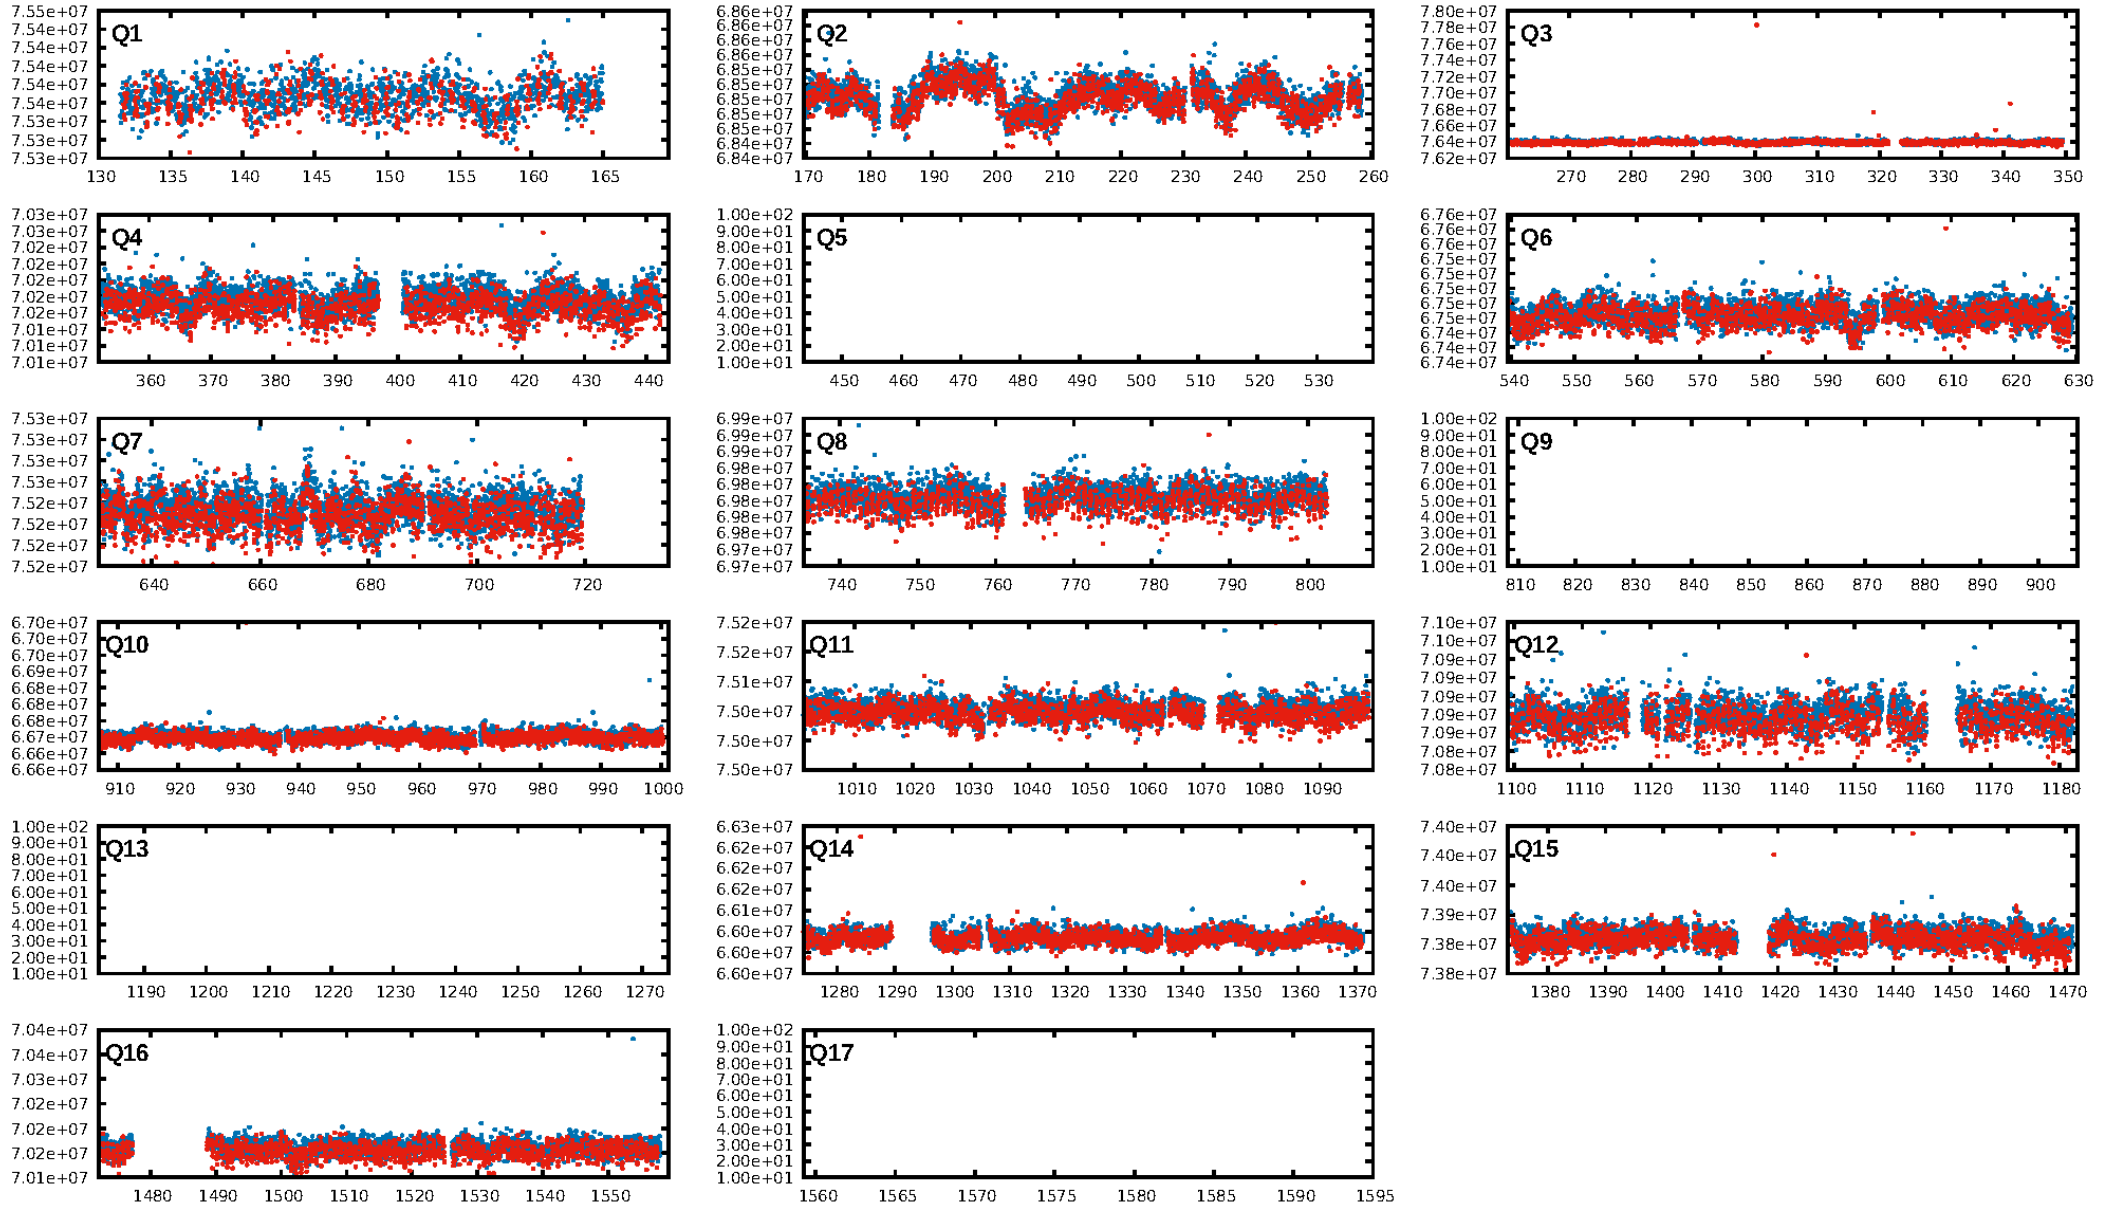 Q1
7.55e+07
7.54e+07
7.54e+07
7.54e+07
7.54e+07
7.54e+07
7.53e+07
7.53e+07
7.53e+07
130 135 140 145 150 155 160 165
Q2
6.86e+07
6.86e+07
6.86e+07
6.86e+07
6.85e+07
6.85e+07
6.85e+07
6.85e+07
6.85e+07
6.84e+07
6.84e+07
170 180 190 200 210 220 230 240 250 260
Q3
7.80e+07
7.78e+07
7.76e+07
7.74e+07
7.72e+07
7.70e+07
7.68e+07
7.66e+07
7.64e+07
7.62e+07
270 280 290 300 310 320 330 340 350
Q4
7.03e+07
7.03e+07
7.02e+07
7.02e+07
7.02e+07
7.02e+07
7.02e+07
7.01e+07
7.01e+07
7.01e+07
360 370 380 390 400 410 420 430 440
Q5
1.00e+02
9.00e+01
8.00e+01
7.00e+01
6.00e+01
5.00e+01
4.00e+01
3.00e+01
2.00e+01
1.00e+01
450 460 470 480 490 500 510 520 530
Q6
6.76e+07
6.76e+07
6.76e+07
6.75e+07
6.75e+07
6.75e+07
6.75e+07
6.75e+07
6.74e+07
6.74e+07
6.74e+07
540 550 560 570 580 590 600 610 620 630
Q7
7.53e+07
7.53e+07
7.53e+07
7.53e+07
7.52e+07
7.52e+07
7.52e+07
7.52e+07
640 660 680 700 720
Q8
6.99e+07
6.99e+07
6.99e+07
6.98e+07
6.98e+07
6.98e+07
6.98e+07
6.98e+07
6.97e+07
6.97e+07
740 750 760 770 780 790 800
Q9
1.00e+02
9.00e+01
8.00e+01
7.00e+01
6.00e+01
5.00e+01
4.00e+01
3.00e+01
2.00e+01
1.00e+01
810 820 830 840 850 860 870 880 890 900
Q10
6.70e+07
6.70e+07
6.70e+07
6.69e+07
6.68e+07
6.68e+07
6.68e+07
6.67e+07
6.66e+07
6.66e+07
910 920 930 940 950 960 970 980 990 1000
Q11
7.52e+07
7.52e+07
7.51e+07
7.50e+07
7.50e+07
7.50e+07
1010 1020 1030 1040 1050 1060 1070 1080 1090
Q12
7.10e+07
7.10e+07
7.09e+07
7.09e+07
7.09e+07
7.09e+07
7.08e+07
7.08e+07
1100 1110 1120 1130 1140 1150 1160 1170 1180
Q13
1.00e+02
9.00e+01
8.00e+01
7.00e+01
6.00e+01
5.00e+01
4.00e+01
3.00e+01
2.00e+01
1.00e+01
1190 1200 1210 1220 1230 1240 1250 1260 1270
Q14
6.63e+07
6.62e+07
6.62e+07
6.62e+07
6.61e+07
6.60e+07
6.60e+07
6.60e+07
1280 1290 1300 1310 1320 1330 1340 1350 1360 1370
Q15
7.40e+07
7.40e+07
7.40e+07
7.39e+07
7.38e+07
7.38e+07
1380 1390 1400 1410 1420 1430 1440 1450 1460 1470
Q16
7.04e+07
7.04e+07
7.03e+07
7.02e+07
7.02e+07
7.02e+07
7.01e+07
1480 1490 1500 1510 1520 1530 1540 1550
Q17
1.00e+02
9.00e+01
8.00e+01
7.00e+01
6.00e+01
5.00e+01
4.00e+01
3.00e+01
2.00e+01
1.00e+01
1560 1565 1570 1575 1580 1585 1590 1595